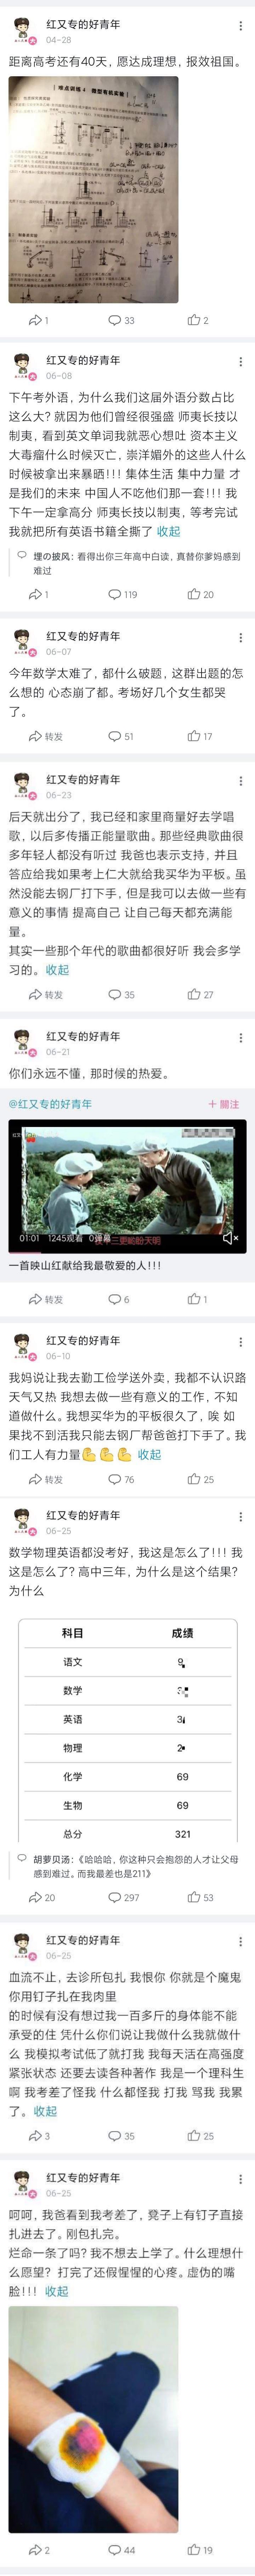 红又专的好青年
04-28
距离高考还有40天，愿达成理想，报效祖国。
难点训练4 微型有机实验
1
33
2
红又专的好青年
06-08
下午考外语，为什么我们这届外语分数占比
这么大？就因为他们曾经很强盛 师夷长技以
制夷，看到英文单词我就恶心想吐 资本主义
大毒瘤什么时候灭亡，崇洋媚外的这些人什么
时候被拿出来暴晒!!! 集体生活 集中力量 才
是我们的未来 中国人不吃他们那一套!!! 我
下午一定拿高分 师夷长技以制夷，等考完试
我就把所有英语书籍全撕了 收起
埋の披风：看得出你三年高中白读，真替你爹妈感到
难过
1
119
20
红又专的好青年
06-07
今年数学太难了，都什么破题，这群出题的怎
么想的 心态崩了都。考场好几个女生都哭
了。
转发
51
17
红又专的好青年
06-23
后天就出分了，我已经和家里商量好去学唱
歌，以后多传播正能量歌曲。那些经典歌曲很
多年轻人都没有听过 我爸也表示支持，并且
答应给我如果考上仁大就给我买华为平板。虽
然没能去钢厂打下手，但是我可以去做一些有
意义的事情 提高自己 让自己每天都充满能
量。
其实一些那个年代的歌曲都很好听 我会多学
习的。收起
转发
35
27
红又专的好青年
06-21
你们永远不懂，那时候的热爱。
@红又专的好青年
+ 關注
01:01 1245观看 0弹幕
夜半三更哟盼天明
一首映山红献给我最敬爱的人!!!
转发
6
1
红又专的好青年
06-10
我妈说让我去勤工俭学送外卖，我都不认识路
天气又热 我想去做一些有意义的工作，不知
道做什么。我想买华为的平板很久了，唉 如
果找不到活我只能去钢厂帮爸爸打下手了。我
们工人有力量💪💪💪 收起
转发
76
25
红又专的好青年
06-25
数学物理英语都没考好，我这是怎么了!!! 我
这是怎么了？高中三年，为什么是这个结果？
为什么
科目 成绩
语文
数学
英语
物理
化学 69
生物 69
总分 321
胡萝贝汤：《哈哈哈，你这种只会抱怨的人才让父母
感到难过。而我最差也是211》
20
297
53
红又专的好青年
06-25
血流不止，去诊所包扎 我恨你 你就是个魔鬼
你用钉子扎在我肉里
的时候有没有想过我一百多斤的身体能不能
承受的住 凭什么你们说让我做什么我就做什
么 我模拟考试低了就打我 我每天活在高强度
紧张状态 还要去读各种著作 我是一个理科生
啊 我考差了怪我 什么都怪我 打我 骂我 我累
了。收起
3
35
25
红又专的好青年
06-25
呵呵，我爸看到我考差了，凳子上有钉子直接
扎进去了。刚包扎完。
烂命一条了吗？我不想去上学了。什么理想什
么愿望？ 打完了还假惺惺的心疼。虚伪的嘴
脸!!! 收起
2
44
19